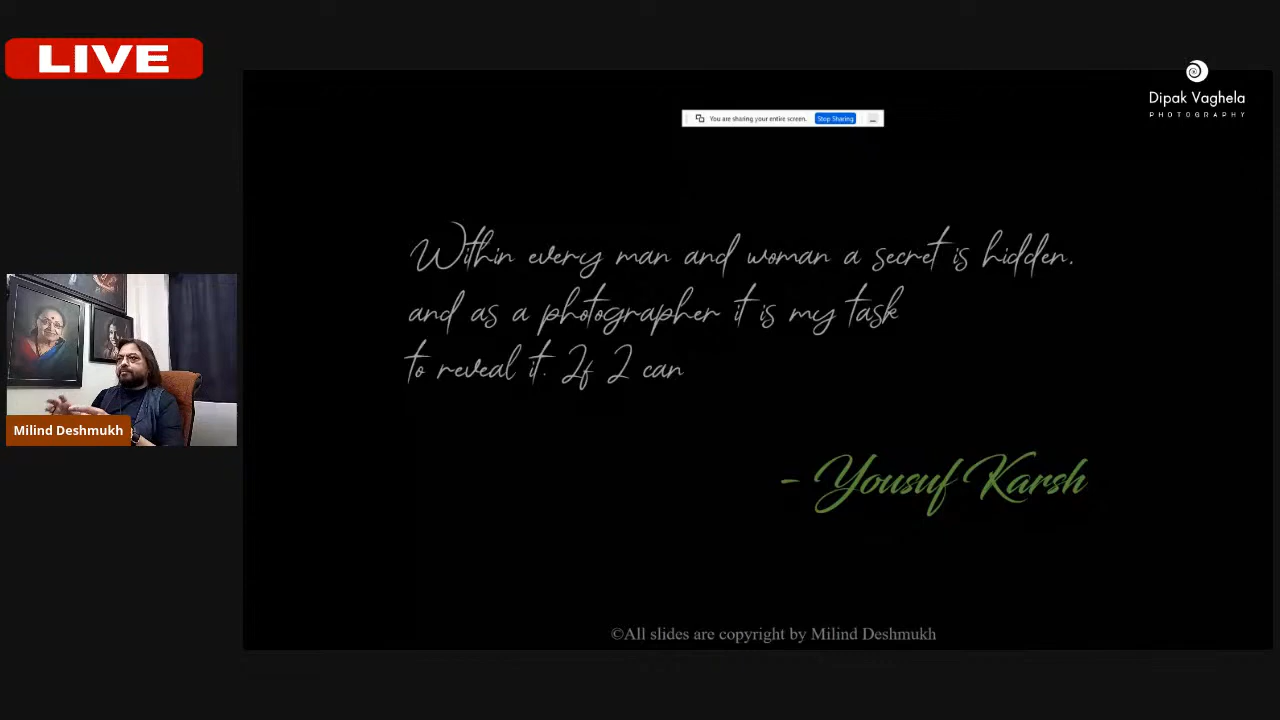 LIVE
Dipak Vaghela
PHOTOGRAPHY
You are sharing your entire screen. Stop Sharing
Within every man and woman a secret is hidden.
and as a photographer it is my task
to reveal it. If I can
- Yousuf Karsh
Milind Deshmukh
©All slides are copyright by Milind Deshmukh